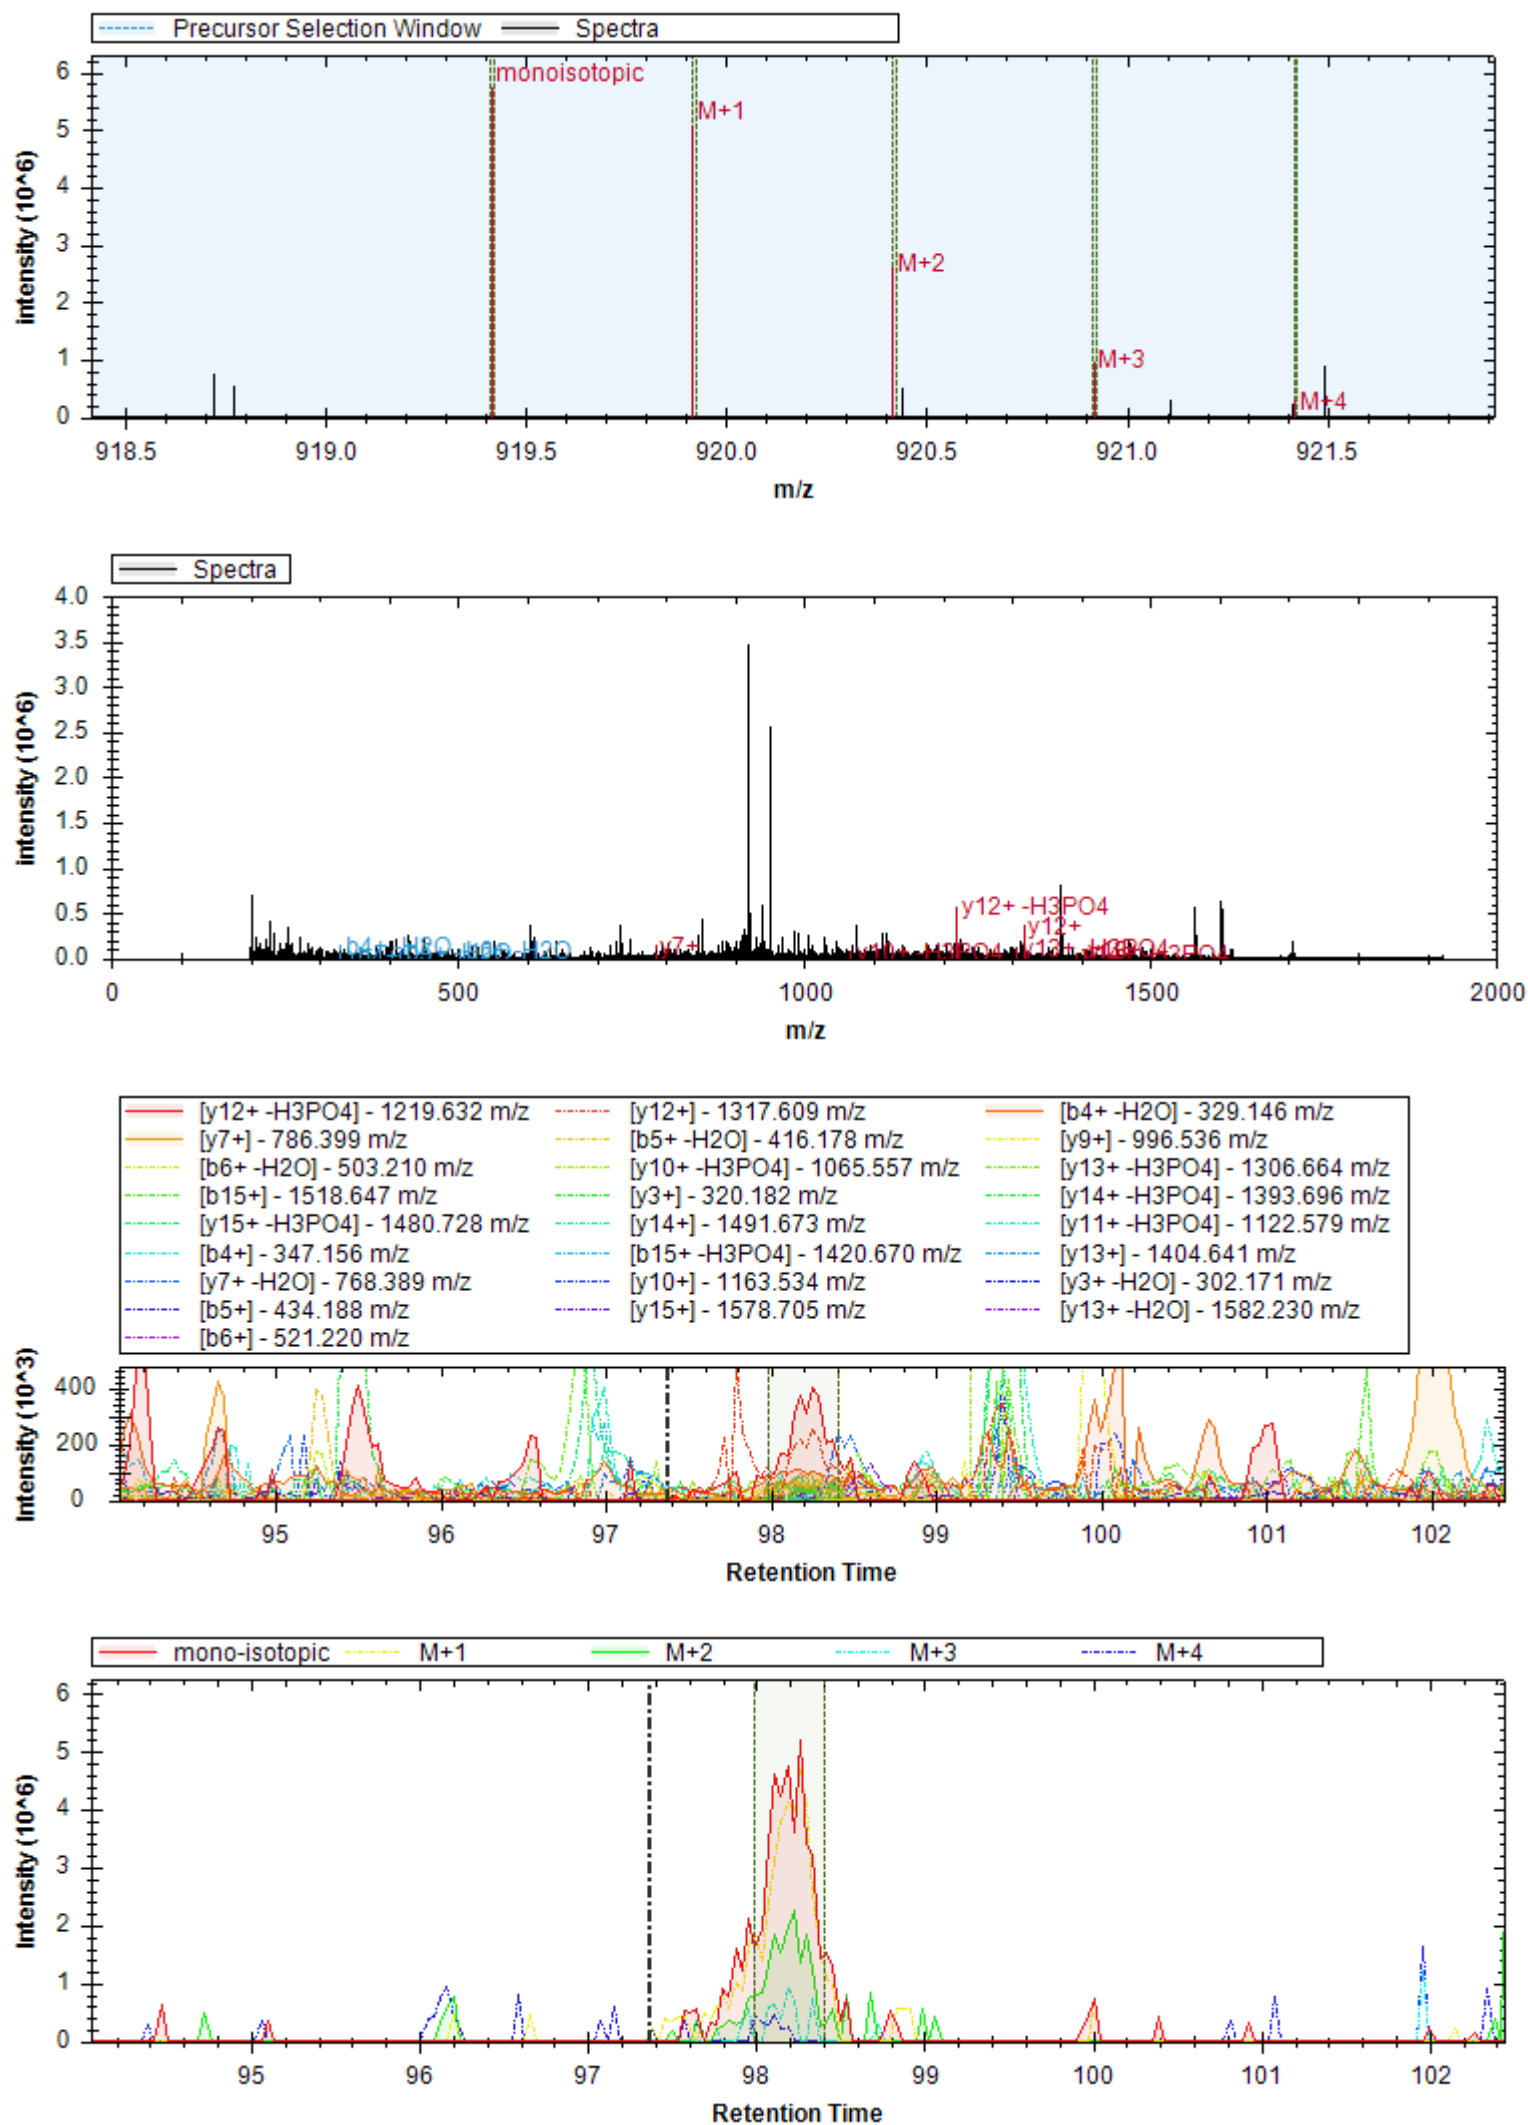 Precursor Selection Window Spectra
6
5
4
3
2
1
0
intensity (10^6)
monoisotopic
M+1
M+2
M+3
M+4
918.5 919.0 919.5 920.0 920.5 921.0 921.5
m/z
Spectra
4.0
3.5
3.0
2.5
2.0
1.5
1.0
0.5
0.0
intensity (10^6)
y12+ -H3PO4
y12+
y7+
0 500 1000 1500 2000
m/z
[y12+ -H3PO4] - 1219.632 m/z [y12+] - 1317.609 m/z [b4+ -H2O] - 329.146 m/z
[y7+] - 786.399 m/z [b5+ -H2O] - 416.178 m/z [y9+] - 996.536 m/z
[b6+ -H2O] - 503.210 m/z [y10+ -H3PO4] - 1065.557 m/z [y13+ -H3PO4] - 1306.664 m/z
[b15+] - 1518.647 m/z [y3+] - 320.182 m/z [y14+ -H3PO4] - 1393.696 m/z
[y15+ -H3PO4] - 1480.728 m/z [y14+] - 1491.673 m/z [y11+ -H3PO4] - 1122.579 m/z
[b4+] - 347.156 m/z [b15+ -H3PO4] - 1420.670 m/z [y13+] - 1404.641 m/z
[y7+ -H2O] - 768.389 m/z [y10+] - 1163.534 m/z [y3+ -H2O] - 302.171 m/z
[b5+] - 434.188 m/z [y15+] - 1578.705 m/z [y13+ -H2O] - 1582.230 m/z
[b6+] - 521.220 m/z
400
200
0
Intensity (10^3)
95 96 97 98 99 100 101 102
Retention Time
mono-isotopic M+1 M+2 M+3 M+4
6
5
4
3
2
1
0
Intensity (10^6)
95 96 97 98 99 100 101 102
Retention Time